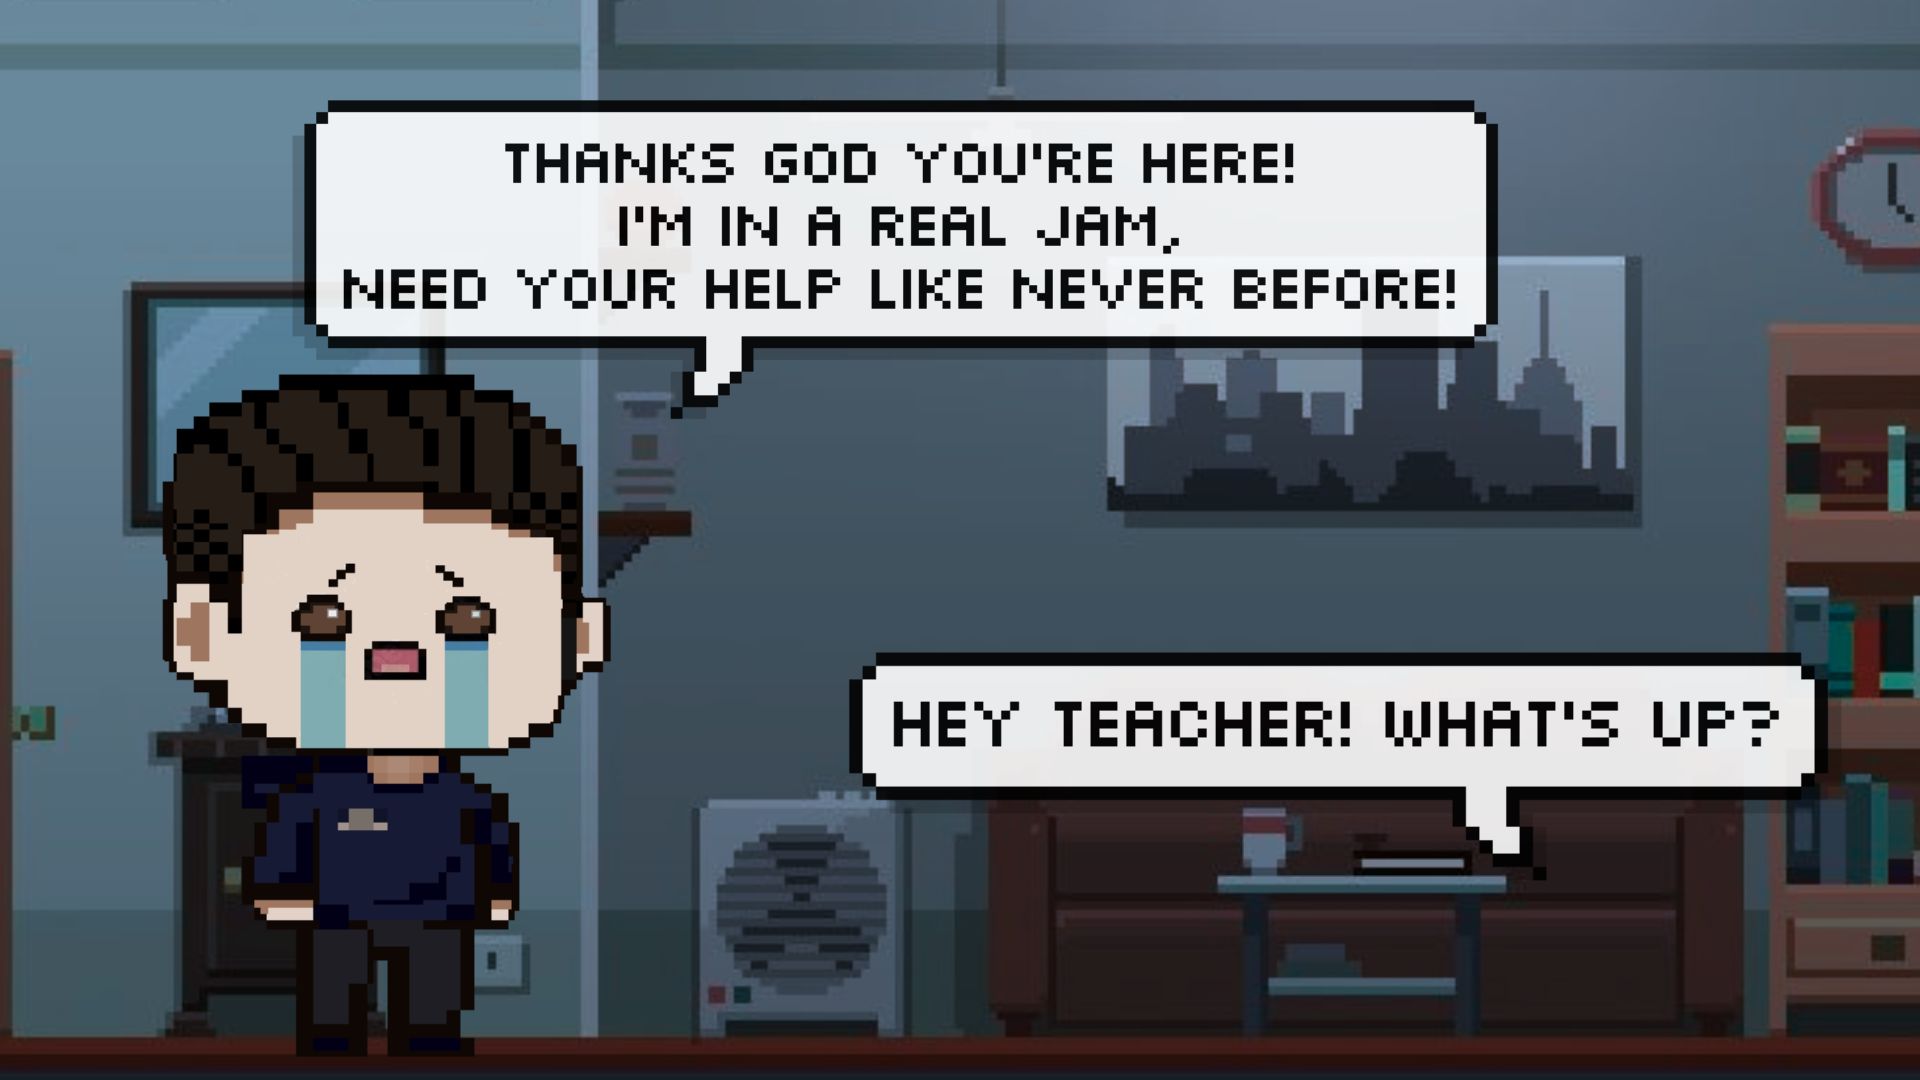 THANKS GOD YOU'RE HERE!
I'M IN A REAL JAM,
NEED YOUR HELP LIKE NEVER BEFORE!
HEY TEACHER! WHAT'S UP?